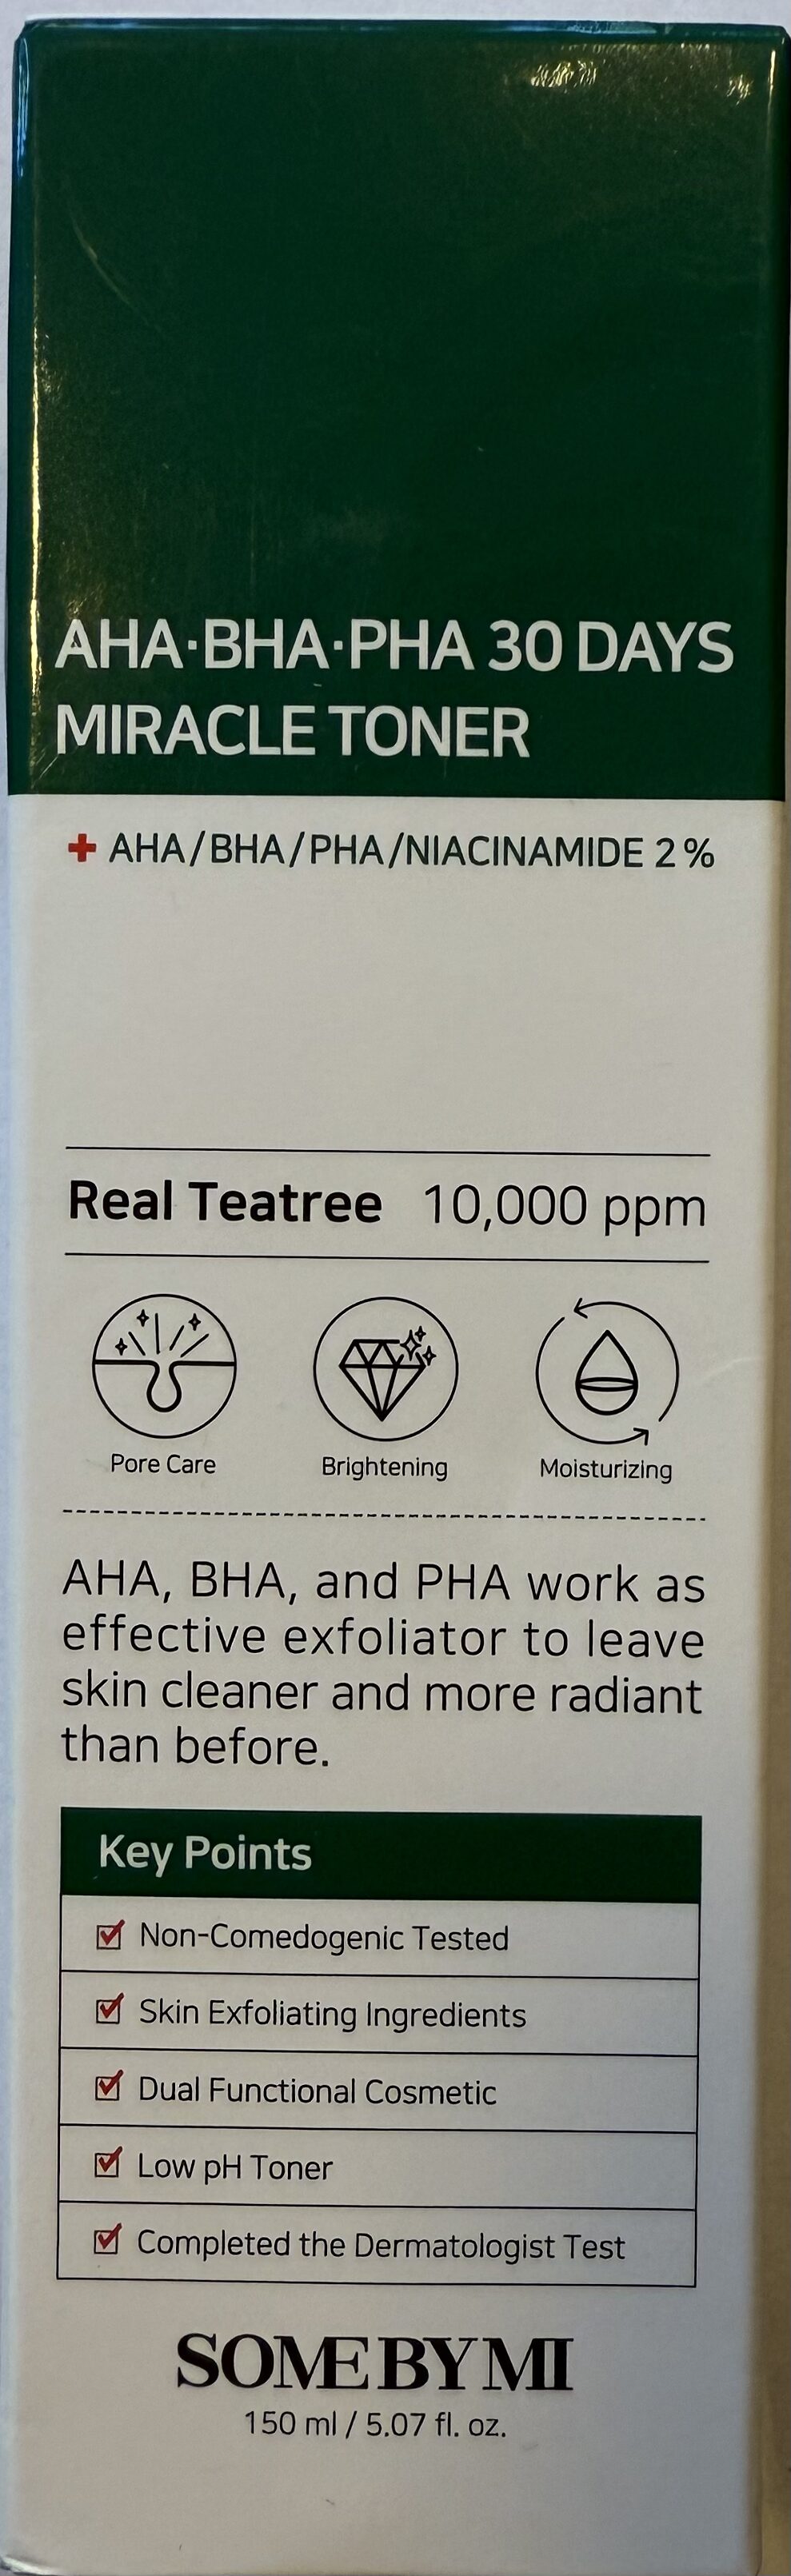 AHA·BHA·PHA 30 DAYS
MIRACLE TONER
+ AHA/BHA/PHA/NIACINAMIDE 2%
Real Teatree 10,000 ppm
Pore Care Brightening Moisturizing
AHA, BHA, and PHA work as
effective exfoliator to leave
skin cleaner and more radiant
than before.
Key Points
Non-Comedogenic Tested
Skin Exfoliating Ingredients
Dual Functional Cosmetic
Low pH Toner
Completed the Dermatologist Test
SOME BY MI
150 ml / 5.07 fl. oz.